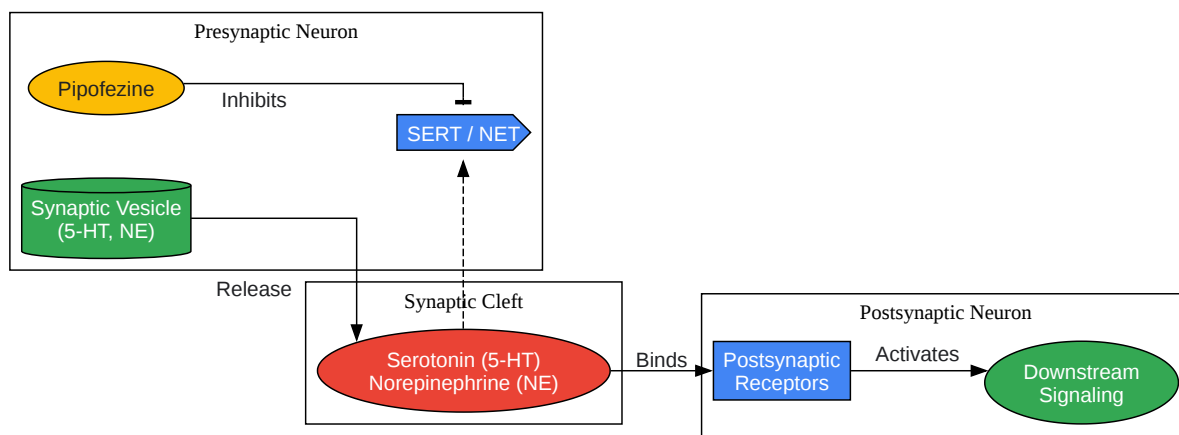 Presynaptic Neuron
Pipofezine
Inhibits
SERT / NET
Synaptic Vesicle
(5-HT, NE)
Release
Synaptic Cleft
Serotonin (5-HT)
Norepinephrine (NE)
Binds
Postsynaptic Neuron
Postsynaptic
Receptors
Activates
Downstream
Signaling